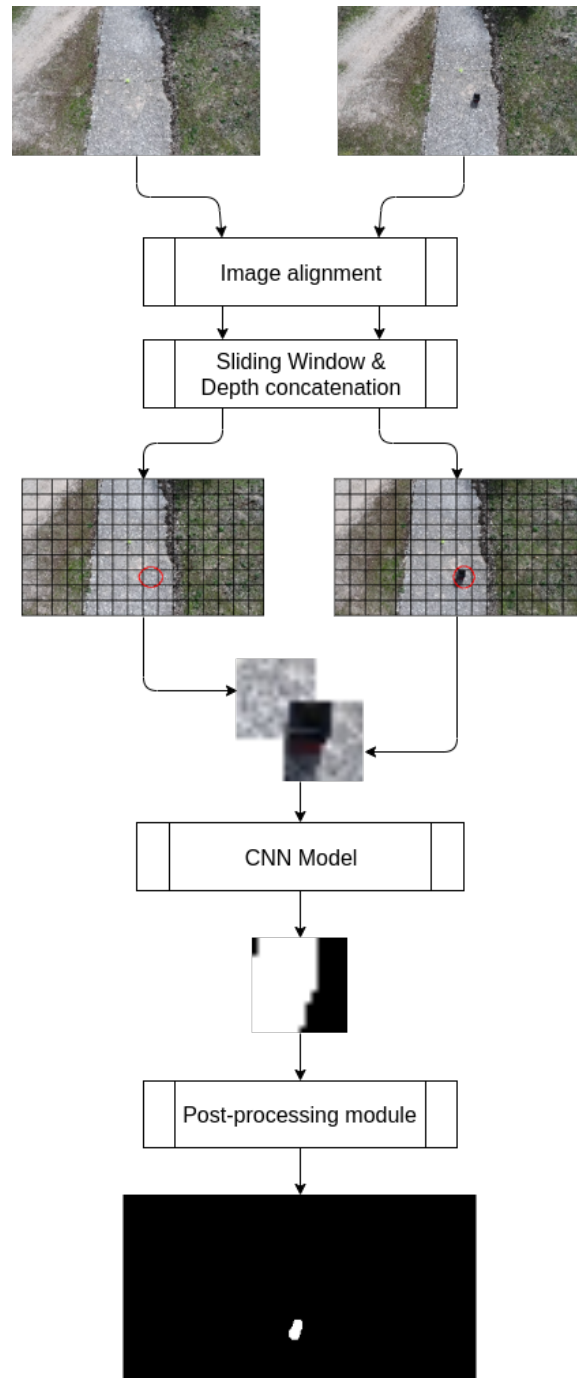 Image alignment
Sliding Window &
Depth concatenation
CNN Model
Post-processing module